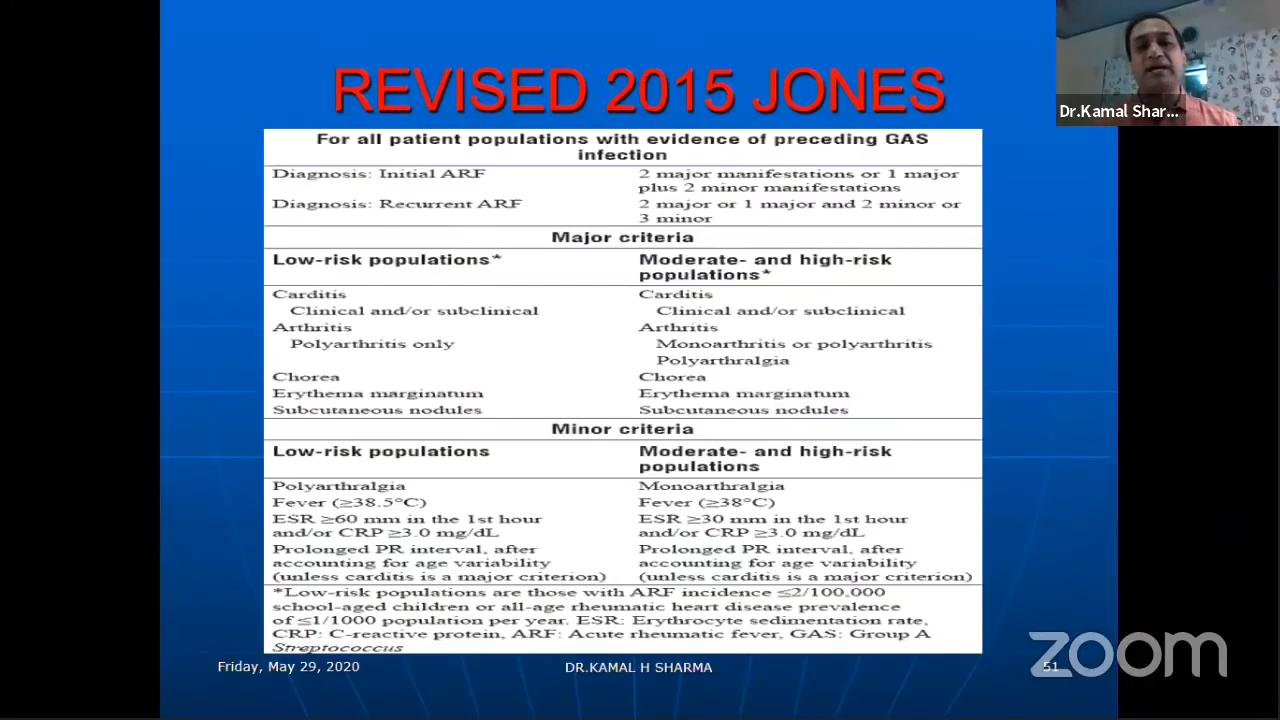 REVISED 2015 JONES
Dr.Kamal Shar...
For all patient populations with evidence of preceding GAS
infection
Diagnosis: Initial ARF
2 major manifestations or 1 major
plus 2 minor manifestations
Diagnosis: Recurrent ARF
2 major or 1 major and 2 minor or
3 minor
Major criteria
Low-risk populations*
Moderate- and high-risk
populations*
Carditis
Clinical and/or subclinical
Arthritis
Polyarthritis only
Chorea
Erythema marginatum
Subcutaneous nodules
Carditis
Clinical and/or subclinical
Arthritis
Monoarthritis or polyarthritis
Polyarthralgia
Chorea
Erythema marginatum
Subcutaneous nodules
Minor criteria
Low-risk populations
Moderate- and high-risk
populations
Polyarthralgia
Fever (≥38.5°C)
ESR ≥60 mm in the 1st hour
and/or CRP ≥3.0 mg/dL
Prolonged PR interval, after
accounting for age variability
(unless carditis is a major criterion)
Monoarthralgia
Fever (≥38°C)
ESR ≥30 mm in the 1st hour
and/or CRP ≥3.0 mg/dL
Prolonged PR interval, after
accounting for age variability
(unless carditis is a major criterion)
*Low-risk populations are those with ARF incidence ≤2/100,000
school-aged children or all-age rheumatic heart disease prevalence
of ≤1/1000 population per year. ESR: Erythrocyte sedimentation rate,
CRP: C-reactive protein, ARF: Acute rheumatic fever, GAS: Group A
Streptococcus
Friday, May 29, 2020
DR.KAMAL H SHARMA
51
zoom